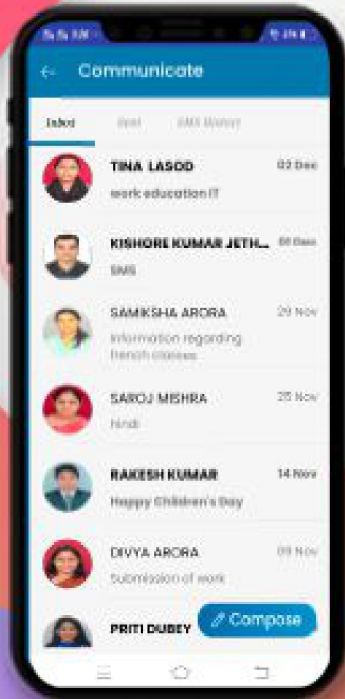 Communicate
Inbox
TINA LASOD
02 Dec
work education IT
KISHORE KUMAR JETH...
01 Dec
SMS
SAMIKSHA ARORA
29 Nov
Information regarding
french classes
SAROJ MISHRA
25 Nov
hindi
RAKESH KUMAR
14 Nov
Happy Children's Day
DIVYA ARORA
09 Nov
Submission of work
PRITI DUBEY
Compose